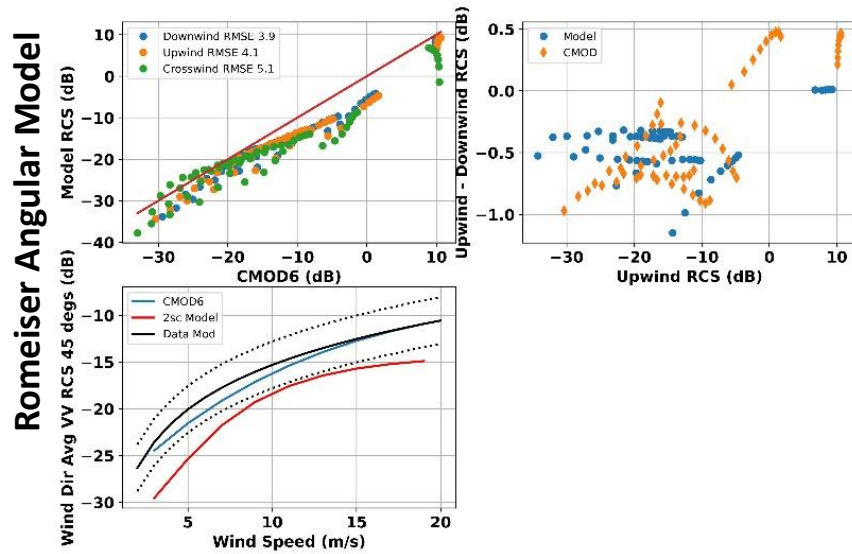 Romeiser Angular Model
10
0
−10
−20
−30
−40
Model RCS (dB)
Downwind RMSE 3.9
Upwind RMSE 4.1
Crosswind RMSE 5.1
−30
−20
−10
0
10
CMOD6 (dB)
0.5
0.0
−0.5
−1.0
Upwind - Downwind RCS (dB)
Model
CMOD
−30
−20
−10
0
10
Upwind RCS (dB)
−10
−15
−20
−25
−30
Wind Dir Avg VV RCS 45 degs (dB)
CMOD6
2sc Model
Data Mod
5
10
15
20
Wind Speed (m/s)